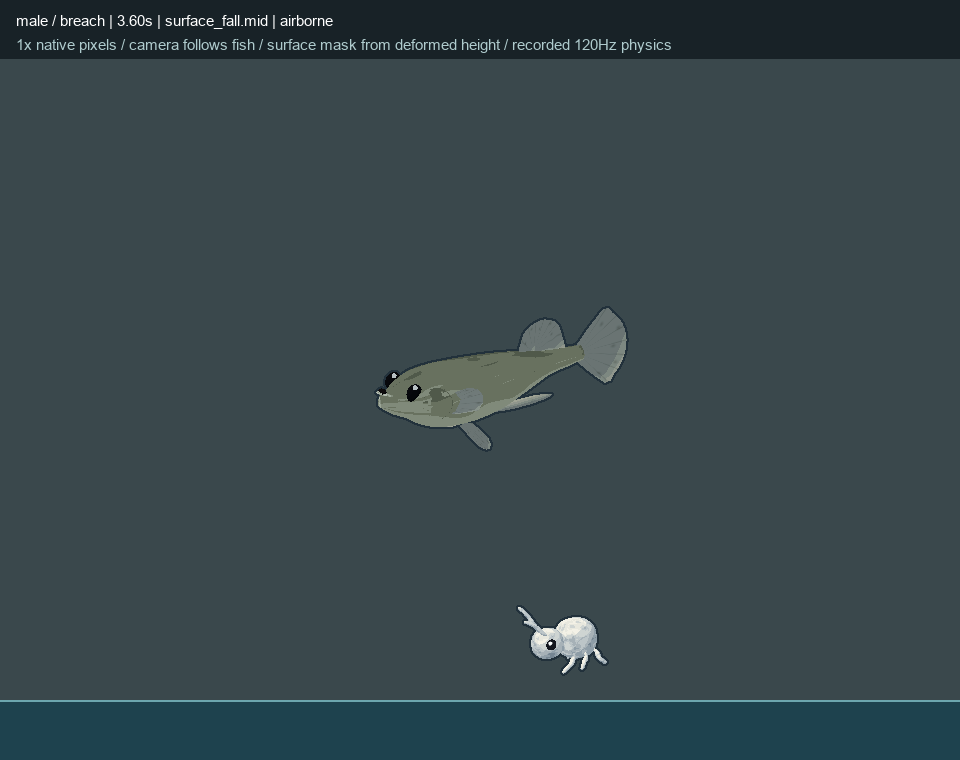 male / breach | 3.60s | surface_fall.mid | airborne
1x native pixels / camera follows fish / surface mask from deformed height / recorded 120Hz physics